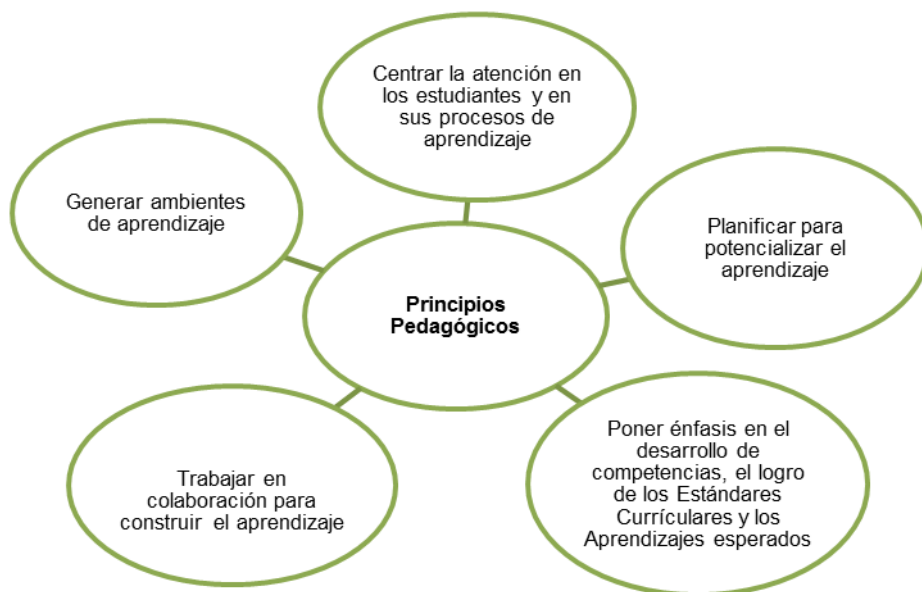 Centrar la atención en
los estudiantes y en
sus procesos de
aprendizaje
Generar ambientes
de aprendizaje
Planificar para
potencializar el
aprendizaje
Principios
Pedagógicos
Trabajar en
colaboración para
construir el aprendizaje
Poner énfasis en el
desarrollo de
competencias, el logro
de los Estándares
Currículares y los
Aprendizajes esperados